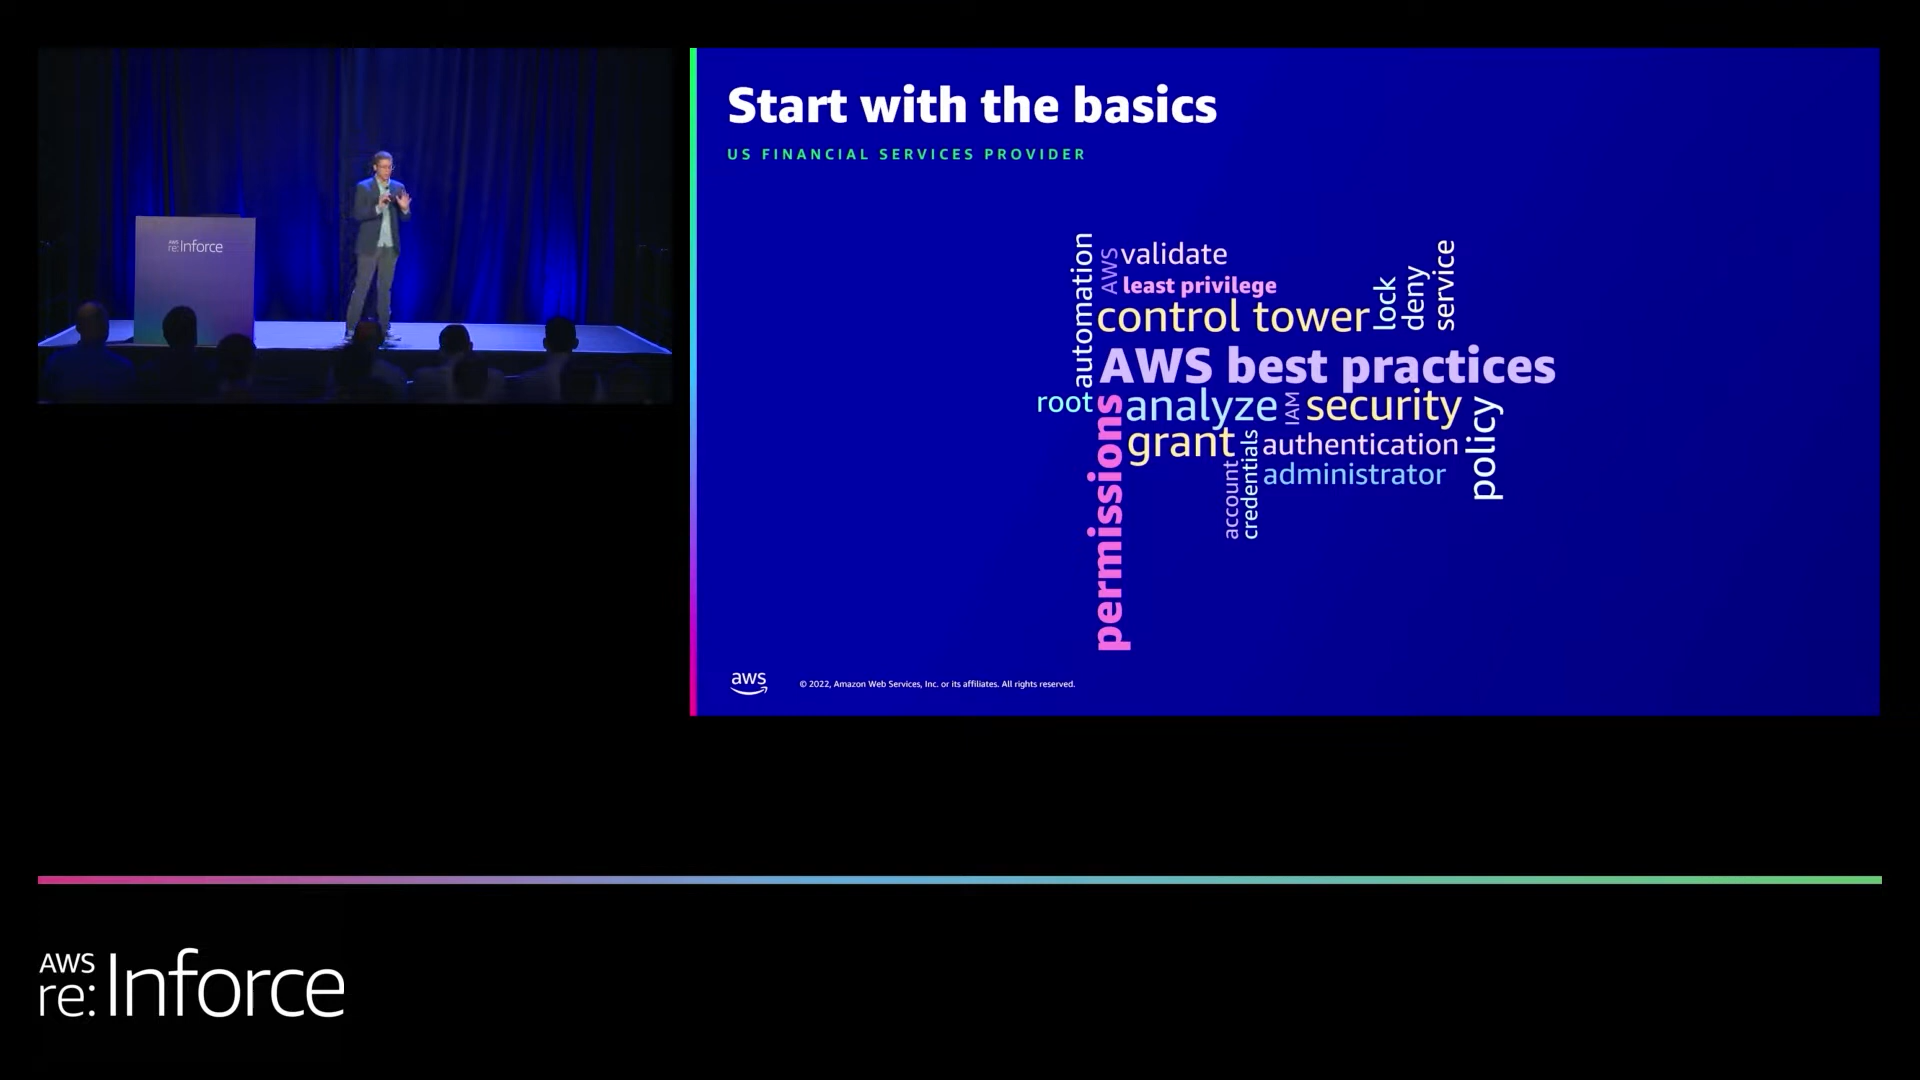 AWS
re:Inforce
Start with the basics
US FINANCIAL SERVICES PROVIDER
automation
AWS
validate
least privilege
control tower
lock
deny
service
AWS best practices
root
permissions
analyze
IAM
security
policy
grant
account
credentials
authentication
administrator
aws
© 2022, Amazon Web Services, Inc. or its affiliates. All rights reserved.
AWS
re:Inforce